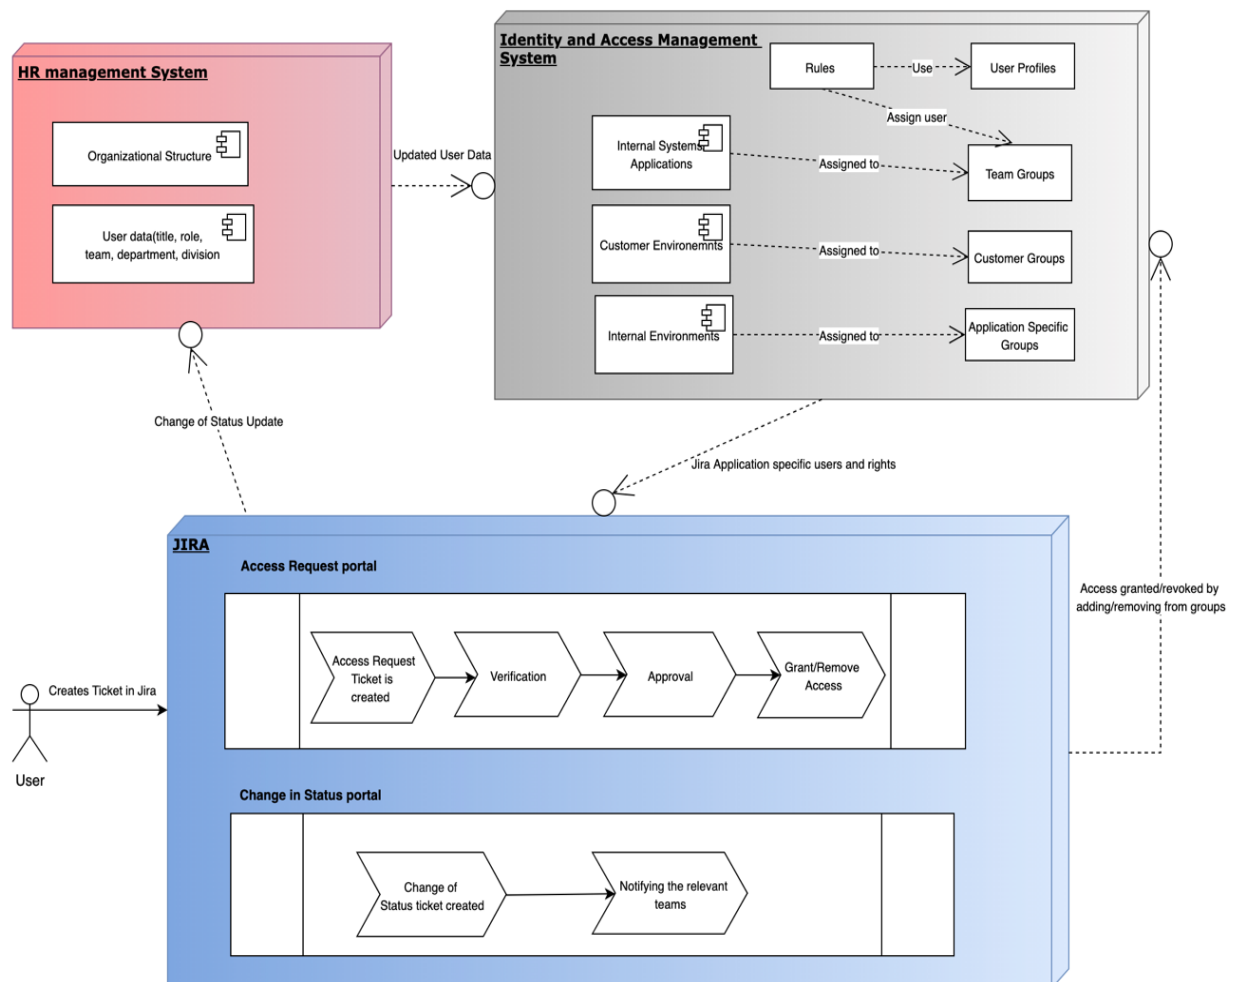 HR management System
Organizational Structure
User data(title, role,
team, department, division
Updated User Data
Identity and Access Management
System
Rules
Use
User Profiles
Assign user
Internal Systems
Applications
Assigned to
Team Groups
Customer Environemnts
Assigned to
Customer Groups
Internal Environments
Assigned to
Application Specific
Groups
Change of Status Update
Jira Application specific users and rights
Access granted/revoked by
adding/removing from groups
JIRA
Access Request portal
Access Request
Ticket is
created
Verification
Approval
Grant/Remove
Access
Creates Ticket in Jira
User
Change in Status portal
Change of
Status ticket created
Notifying the relevant
teams